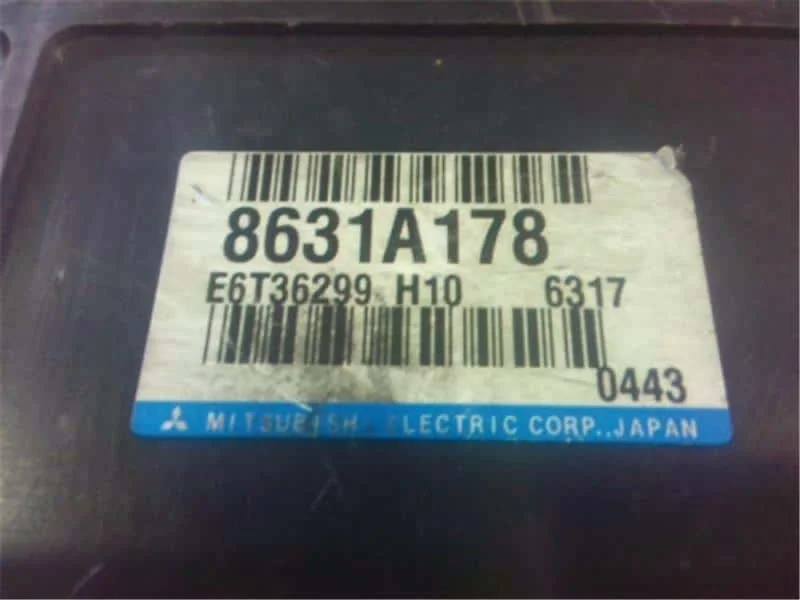 8631A178
E6T36299 H10 6317
0443
MITSUBISHI ELECTRIC CORP., JAPAN